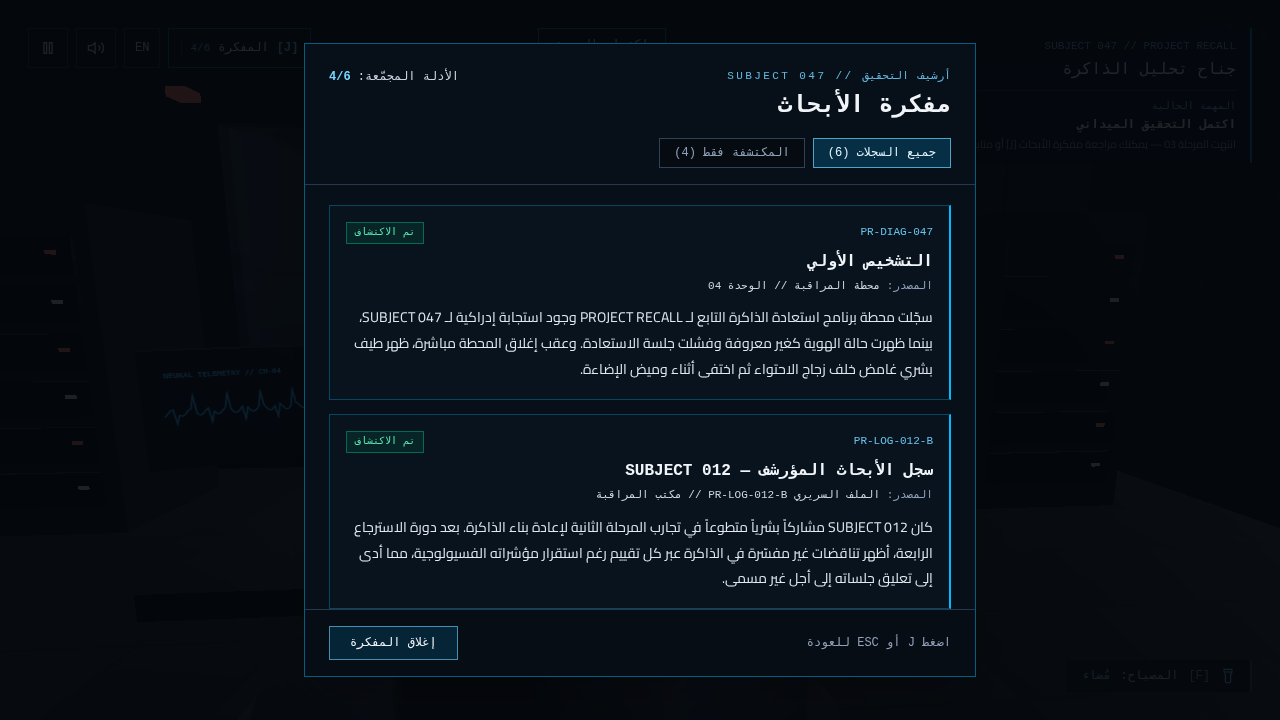 EN
[J] المفكرة 4/6
SUBJECT 047 // PROJECT RECALL
جناح تحليل الذاكرة
المهمة الحالية
اكتمل التحقيق الميداني
NEURAL TELEMETRY // CH-04
أرشيف التحقيق // SUBJECT 047
الأدلة المجمّعة: 4/6
مفكرة الأبحاث
جميع السجلات (6)
المكتشفة فقط (4)
PR-DIAG-047
تم الاكتشاف
التشخيص الأولي
المصدر: محطة المراقبة // الوحدة 04
سجّلت محطة برنامج استعادة الذاكرة التابع لـ PROJECT RECALL وجود استجابة إدراكية لـ SUBJECT 047،
بينما ظهرت حالة الهوية كغير معروفة وفشلت جلسة الاستعادة. وعقب إغلاق المحطة مباشرة، ظهر طيف
بشري غامض خلف زجاج الاحتواء ثم اختفى أثناء وميض الإضاءة.
PR-LOG-012-B
تم الاكتشاف
سجل الأبحاث المؤرشف — SUBJECT 012
المصدر: الملف السريري PR-LOG-012-B // مكتب المراقبة
كان SUBJECT 012 مشاركاً بشرياً متطوعاً في تجارب المرحلة الثانية لإعادة بناء الذاكرة. بعد دورة الاسترجاع
الرابعة، أظهر تناقضات غير مفسّرة في الذاكرة عبر كل تقييم رغم استقرار مؤشراته الفسيولوجية، مما أدى
إلى تعليق جلساته إلى أجل غير مسمى.
اضغط J أو ESC للعودة
إغلاق المفكرة
[F] المصباح: مُضاء